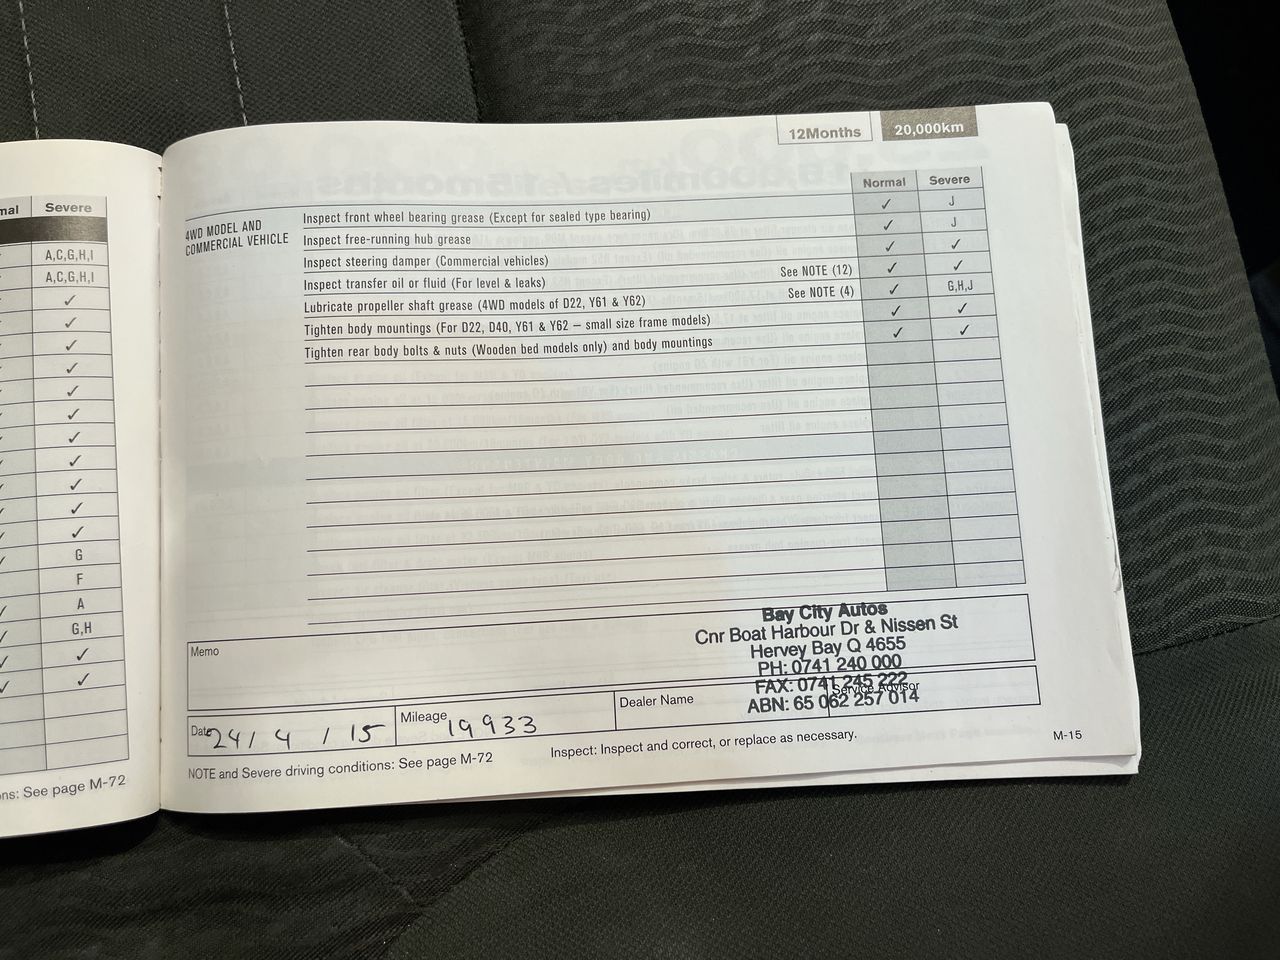 mal Severe
A,C,G,H,I
A,C,G,H,I
✓
✓
✓
✓
✓
✓
✓
✓
✓
✓
✓
G
F
A
G,H
✓
✓
ns: See page M-72
12Months 20,000km
Normal Severe
4WD MODEL AND
COMMERCIAL VEHICLE
Inspect front wheel bearing grease (Except for sealed type bearing) ✓ J
Inspect free-running hub grease ✓ J
Inspect steering damper (Commercial vehicles) ✓ ✓
Inspect transfer oil or fluid (For level & leaks) See NOTE (12) ✓ ✓
Lubricate propeller shaft grease (4WD models of D22, Y61 & Y62) See NOTE (4) ✓ G,H,J
Tighten body mountings (For D22, D40, Y61 & Y62 – small size frame models) ✓ ✓
Tighten rear body bolts & nuts (Wooden bed models only) and body mountings ✓ ✓
Memo
Bay City Autos
Cnr Boat Harbour Dr & Nissen St
Hervey Bay Q 4655
PH: 0741 240 000
FAX: 0741 245 222
ABN: 65 062 257 014
Date 24 / 4 / 15
Mileage 19933
Dealer Name
Service Advisor
NOTE and Severe driving conditions: See page M-72
Inspect: Inspect and correct, or replace as necessary.
M-15